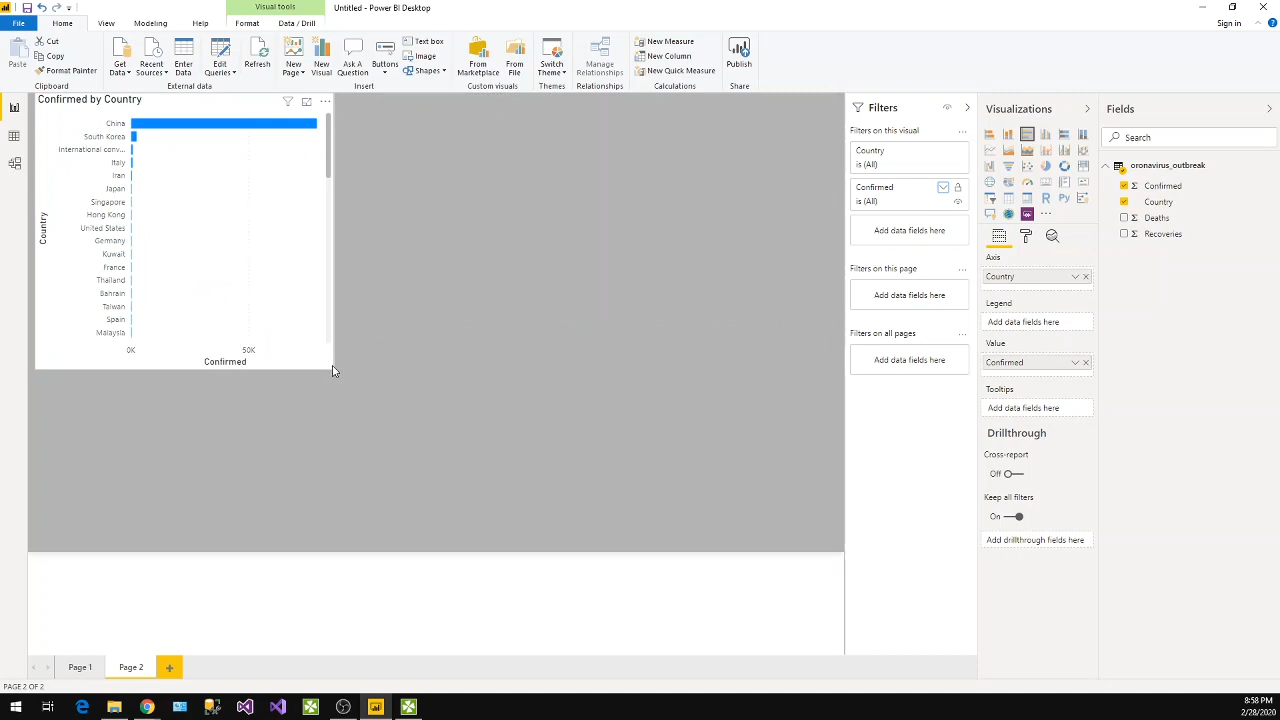 Visual tools
Untitled - Power BI Desktop
File
Home
View
Modeling
Help
Format
Data / Drill
Sign in
Paste
Cut
Copy
Format Painter
Clipboard
Get Data
Recent Sources
Enter Data
Edit Queries
Refresh
External data
New Page
New Visual
Ask A Question
Buttons
Text box
Image
Shapes
Insert
From Marketplace
From File
Custom visuals
Switch Theme
Themes
Manage Relationships
Relationships
New Measure
New Column
New Quick Measure
Calculations
Publish
Share
Confirmed by Country
China
South Korea
International conv...
Italy
Iran
Japan
Singapore
Hong Kong
United States
Germany
Kuwait
France
Thailand
Bahrain
Taiwan
Spain
Malaysia
Country
0K
50K
Confirmed
Filters
Filters on this visual
Country
is (All)
Confirmed
is (All)
Add data fields here
Filters on this page
Add data fields here
Filters on all pages
Add data fields here
Visualizations
R
Py
Axis
Country
Legend
Add data fields here
Value
Confirmed
Tooltips
Add data fields here
Drillthrough
Cross-report
Off
Keep all filters
On
Add drillthrough fields here
Fields
Search
oronavirus_outbreak
Σ Confirmed
Country
Σ Deaths
Σ Recoveries
Page 1
Page 2
PAGE 2 OF 2
8:58 PM
2/28/2020